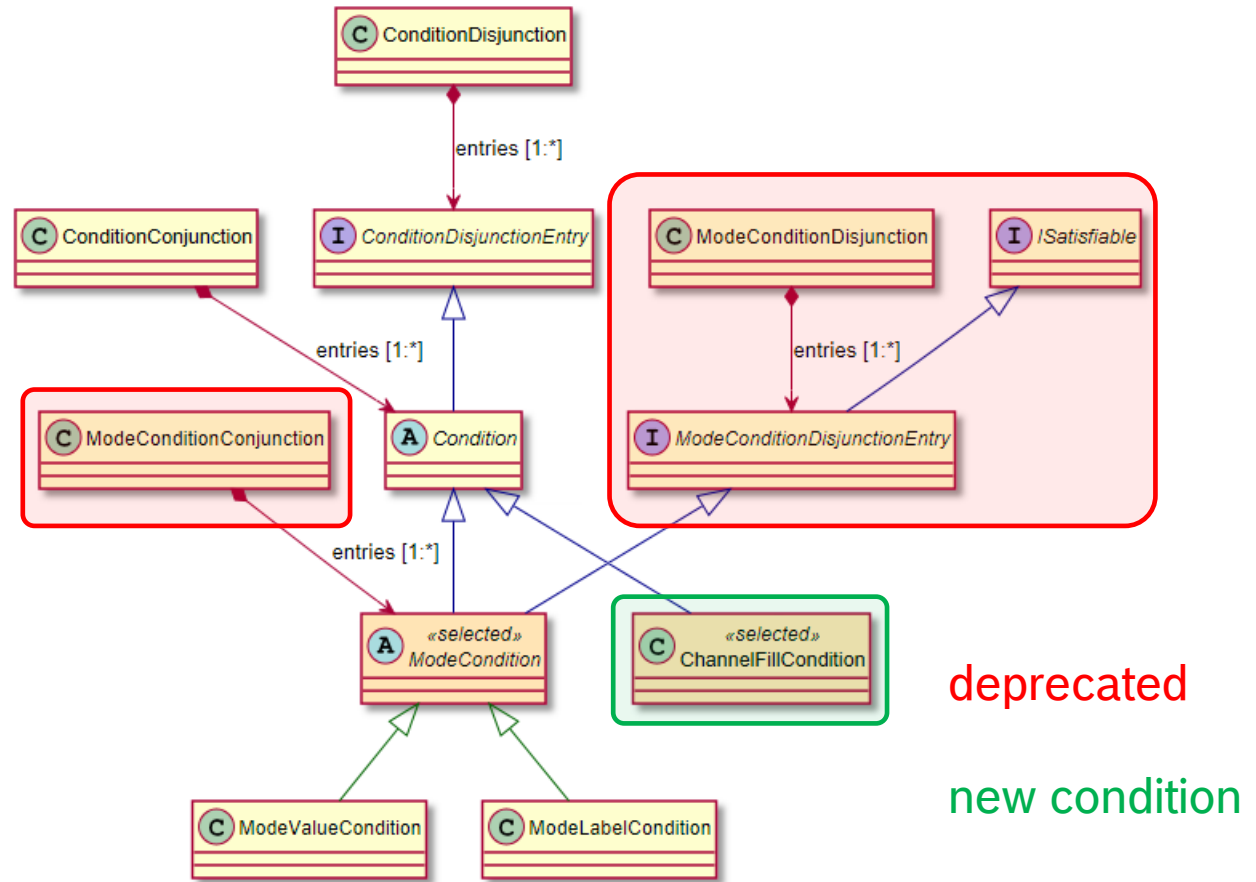 C ConditionDisjunction
entries [1:*]
C ConditionConjunction
I ConditionDisjunctionEntry
C ModeConditionDisjunction
I ISatisfiable
entries [1:*]
entries [1:*]
C ModeConditionConjunction
A Condition
I ModeConditionDisjunctionEntry
entries [1:*]
A «selected»
ModeCondition
C «selected»
ChannelFillCondition
deprecated
new condition
C ModeValueCondition
C ModeLabelCondition